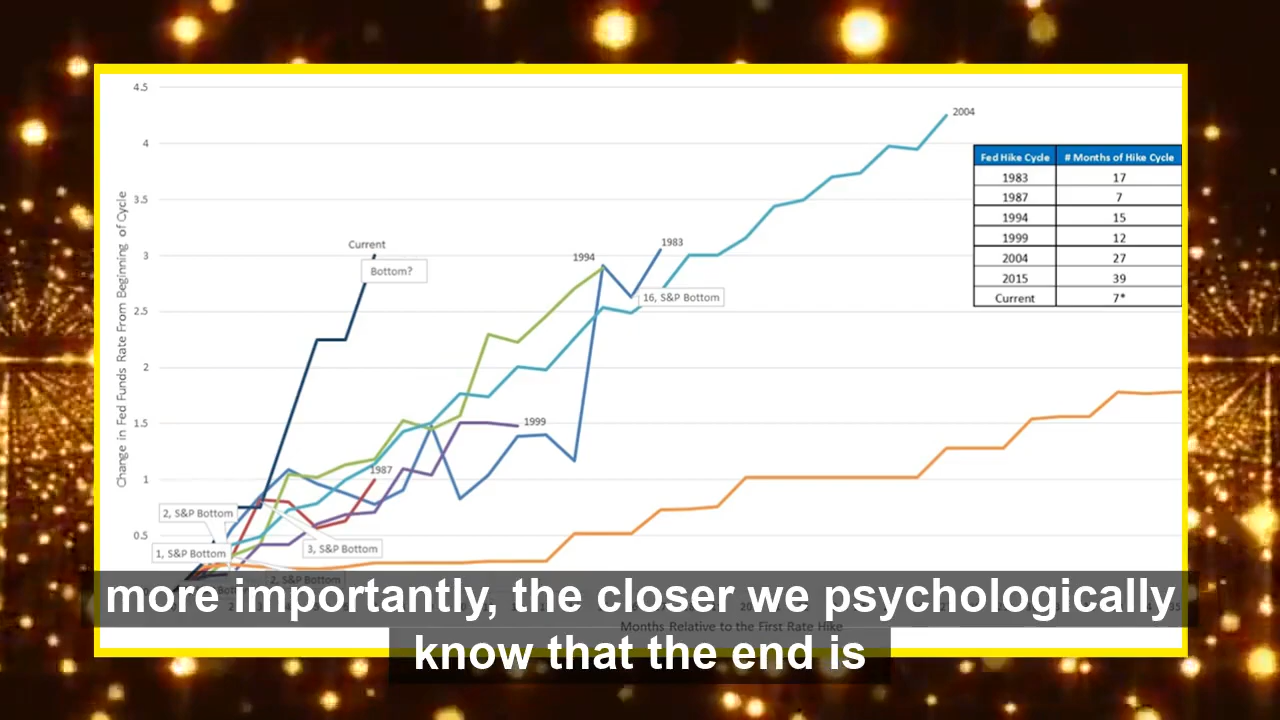 4.5
4
3.5
3
2.5
2
1.5
1
0.5
Change in Fed Funds Rate From Beginning of Cycle
2004
Current
Bottom?
1994
1983
16, S&P Bottom
1999
1987
2, S&P Bottom
1, S&P Bottom
3, S&P Bottom
2, S&P Bottom
Fed Hike Cycle # Months of Hike Cycle
1983 17
1987 7
1994 15
1999 12
2004 27
2015 39
Current 7*
Months Relative to the First Rate Hike
more importantly, the closer we psychologically
know that the end is